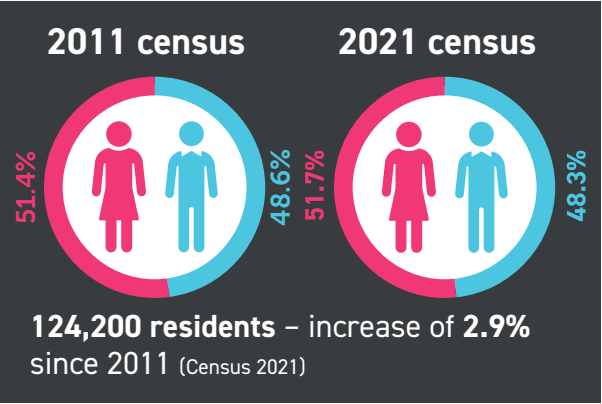 2011 census
2021 census
51.4%
48.6%
51.7%
48.3%
124,200 residents – increase of 2.9%
since 2011 (Census 2021)